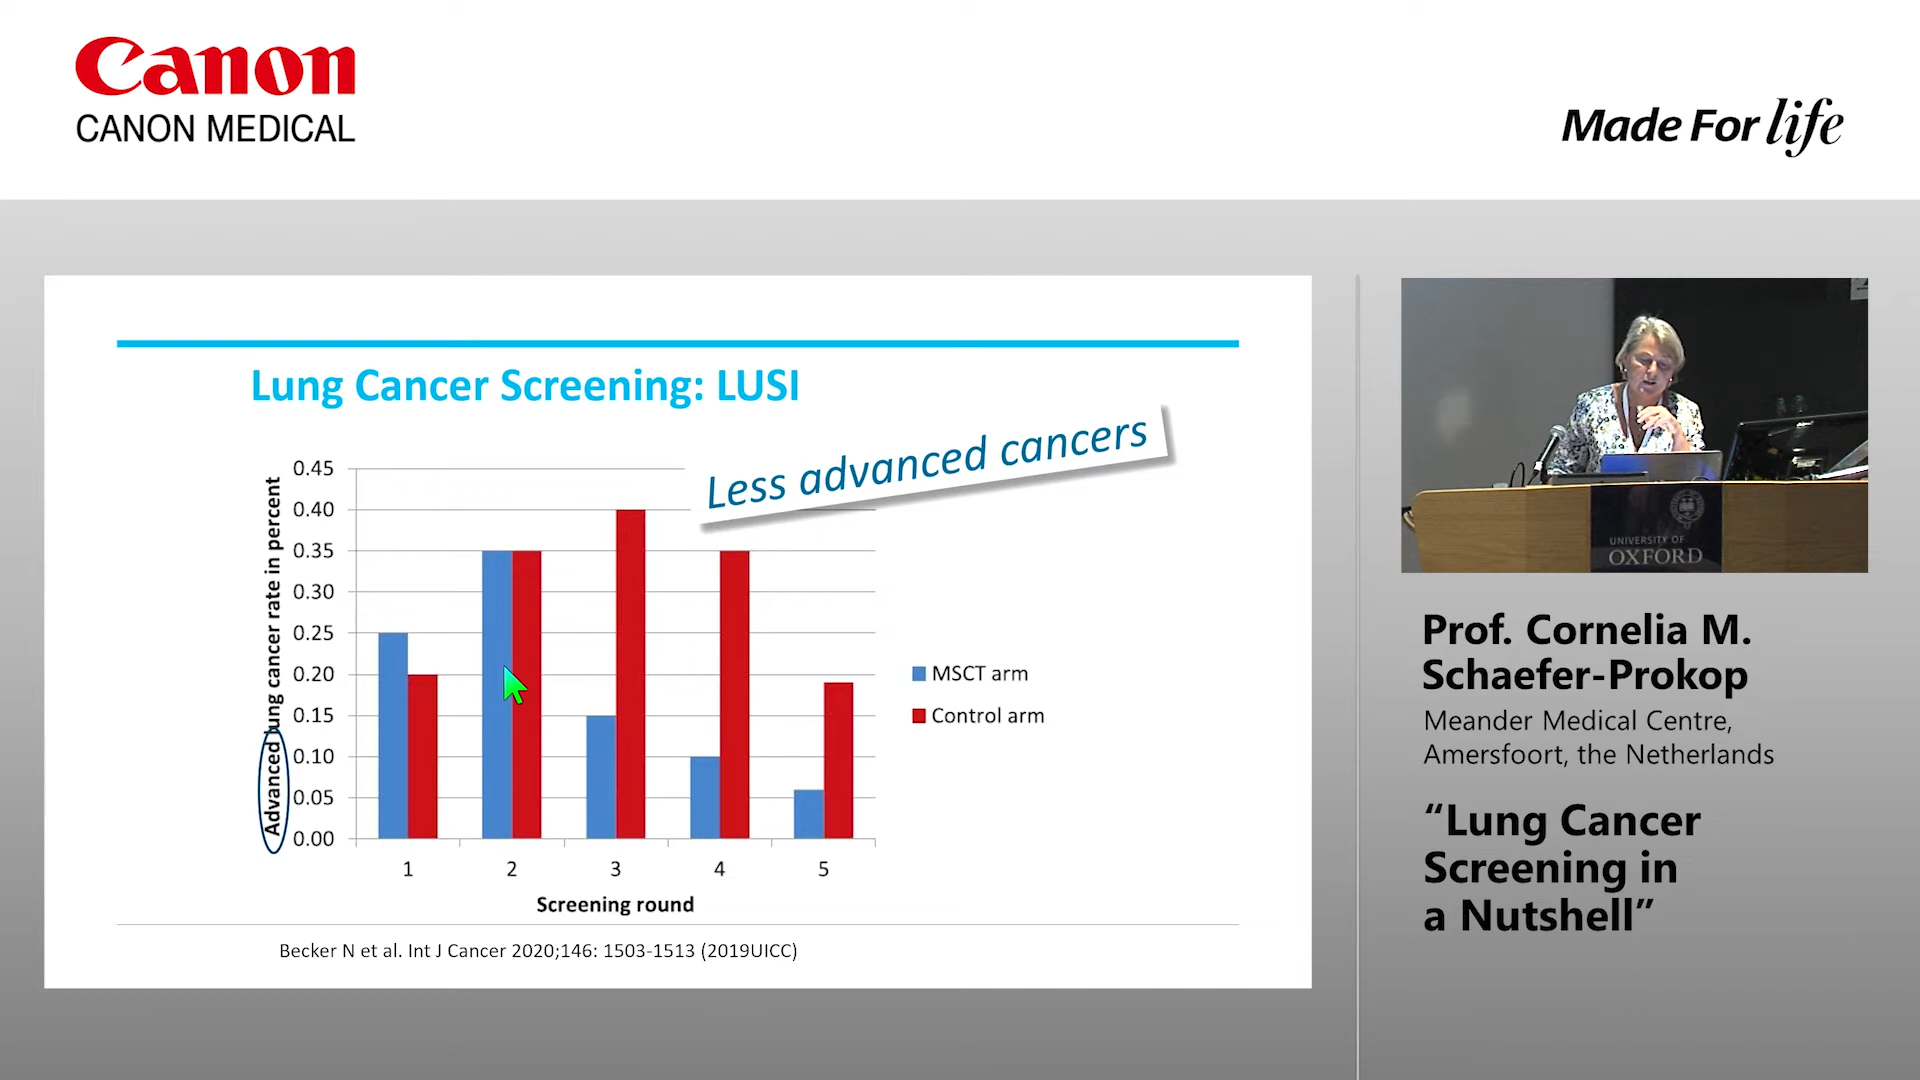 Canon
CANON MEDICAL
Made For life
Lung Cancer Screening: LUSI
Less advanced cancers
Advanced lung cancer rate in percent
0.45
0.40
0.35
0.30
0.25
0.20
0.15
0.10
0.05
0.00
1 2 3 4 5
Screening round
MSCT arm
Control arm
Becker N et al. Int J Cancer 2020;146: 1503-1513 (2019UICC)
UNIVERSITY OF
OXFORD
Prof. Cornelia M.
Schaefer-Prokop
Meander Medical Centre,
Amersfoort, the Netherlands
“Lung Cancer
Screening in
a Nutshell”